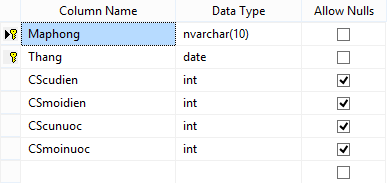 Column Name Data Type Allow Nulls
Maphong nvarchar(10)
Thang date
CScudien int
CSmoidien int
CScunuoc int
CSmoinuoc int